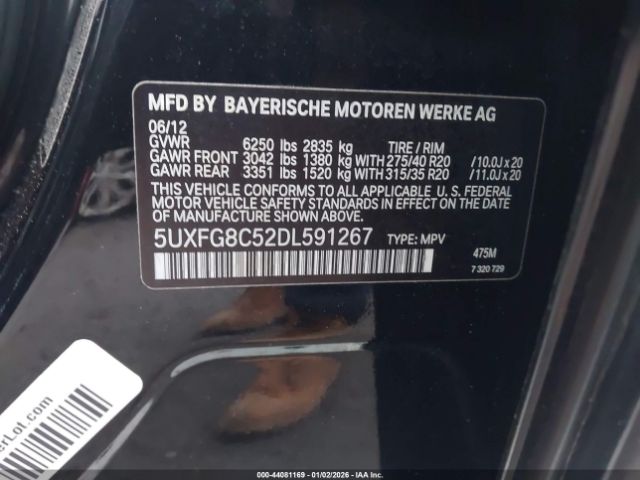 MFD BY BAYERISCHE MOTOREN WERKE AG
06/12
GVWR 6250 lbs 2835 kg TIRE / RIM
GAWR FRONT 3042 lbs 1380 kg WITH 275/40 R20 / 10.0J x 20
GAWR REAR 3351 lbs 1520 kg WITH 315/35 R20 / 11.0J x 20
THIS VEHICLE CONFORMS TO ALL APPLICABLE U. S. FEDERAL
MOTOR VEHICLE SAFETY STANDARDS IN EFFECT ON THE
DATE OF MANUFACTURE SHOWN ABOVE.
5UXFG8C52DL591267 TYPE: MPV
475M
7 320 729
erLot.com
000-44081169 - 01/02/2026 - IAA Inc.